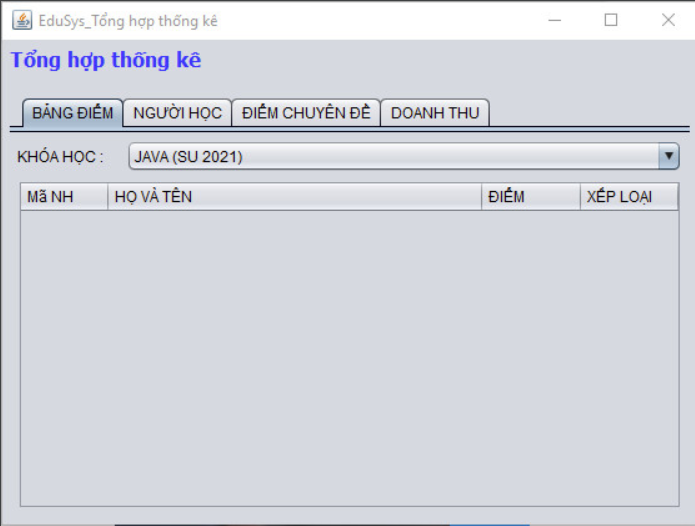 EduSys_Tổng hợp thống kê
Tổng hợp thống kê
BẢNG ĐIỂM NGƯỜI HỌC ĐIỂM CHUYÊN ĐỀ DOANH THU
KHÓA HỌC : JAVA (SU 2021)
Mã NH HỌ VÀ TÊN ĐIỂM XẾP LOẠI